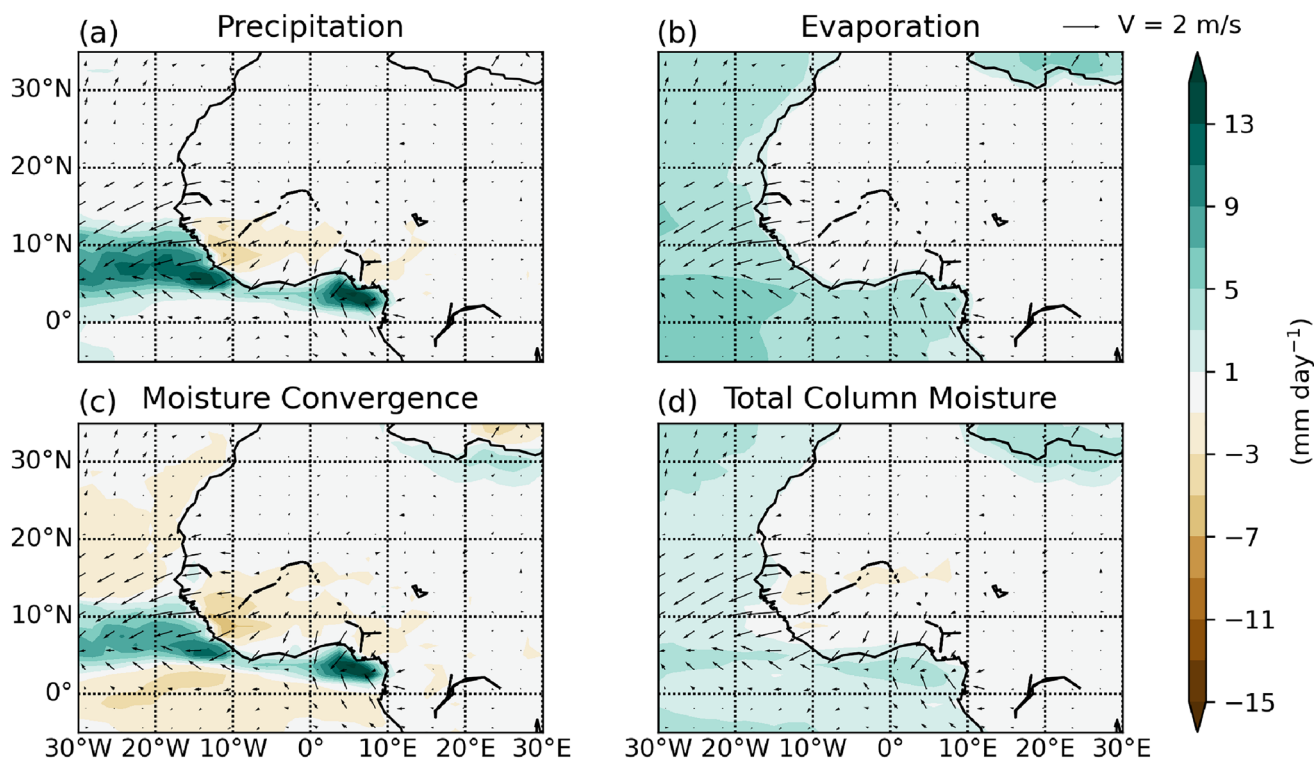 (a) Precipitation
(b) Evaporation
V = 2 m/s
30°N
20°N
10°N
0°
13
9
5
1
−3
−7
−11
−15
(mm day⁻¹)
(c) Moisture Convergence
(d) Total Column Moisture
30°N
20°N
10°N
0°
30°W 20°W 10°W 0° 10°E 20°E 30°E
30°W 20°W 10°W 0° 10°E 20°E 30°E